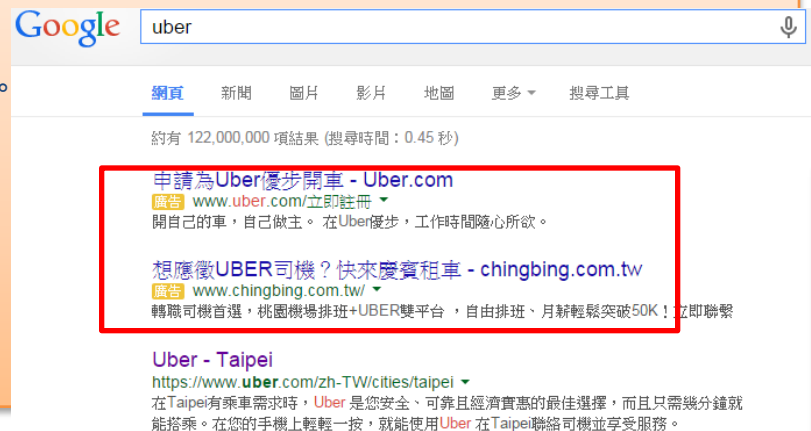 Google uber
。
網頁 新聞 圖片 影片 地圖 更多 搜尋工具
約有 122,000,000 項結果 (搜尋時間：0.45 秒)
申請為Uber優步開車 - Uber.com
廣告 www.uber.com/立即註冊
開自己的車，自己做主。 在Uber優步，工作時間隨心所欲。
想應徵UBER司機？快來慶賓租車 - chingbing.com.tw
廣告 www.chingbing.com.tw/
轉職司機首選，桃園機場排班+UBER雙平台 ，自由排班、月薪輕鬆突破50K！立即聯繫
Uber - Taipei
https://www.uber.com/zh-TW/cities/taipei
在Taipei有乘車需求時，Uber 是您安全、可靠且經濟實惠的最佳選擇，而且只需幾分鐘就
能搭乘。在您的手機上輕輕一按，就能使用Uber 在Taipei聯絡司機並享受服務。